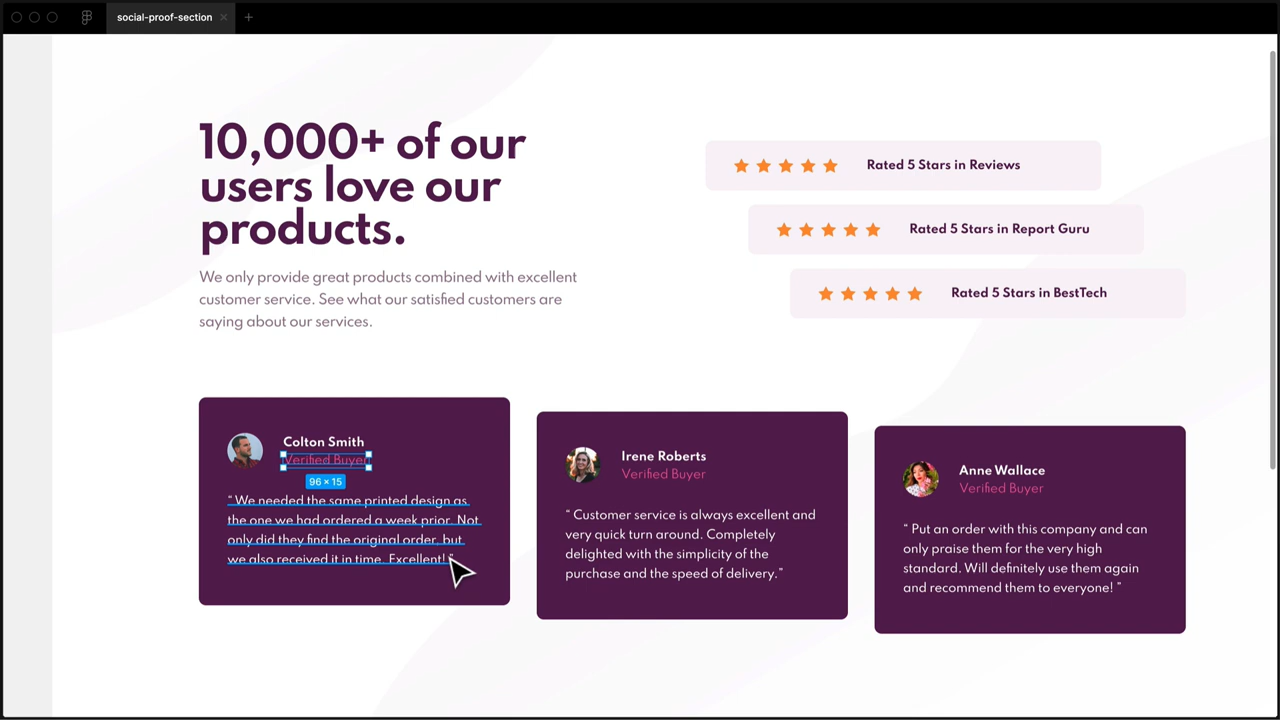 social-proof-section
10,000+ of our
users love our
products.
We only provide great products combined with excellent
customer service. See what our satisfied customers are
saying about our services.
Rated 5 Stars in Reviews
Rated 5 Stars in Report Guru
Rated 5 Stars in BestTech
Colton Smith
Verified Buyer
96 × 15
“ We needed the same printed design as
the one we had ordered a week prior. Not
only did they find the original order, but
we also received it in time. Excellent! ”
Irene Roberts
Verified Buyer
“ Customer service is always excellent and
very quick turn around. Completely
delighted with the simplicity of the
purchase and the speed of delivery. ”
Anne Wallace
Verified Buyer
“ Put an order with this company and can
only praise them for the very high
standard. Will definitely use them again
and recommend them to everyone! ”